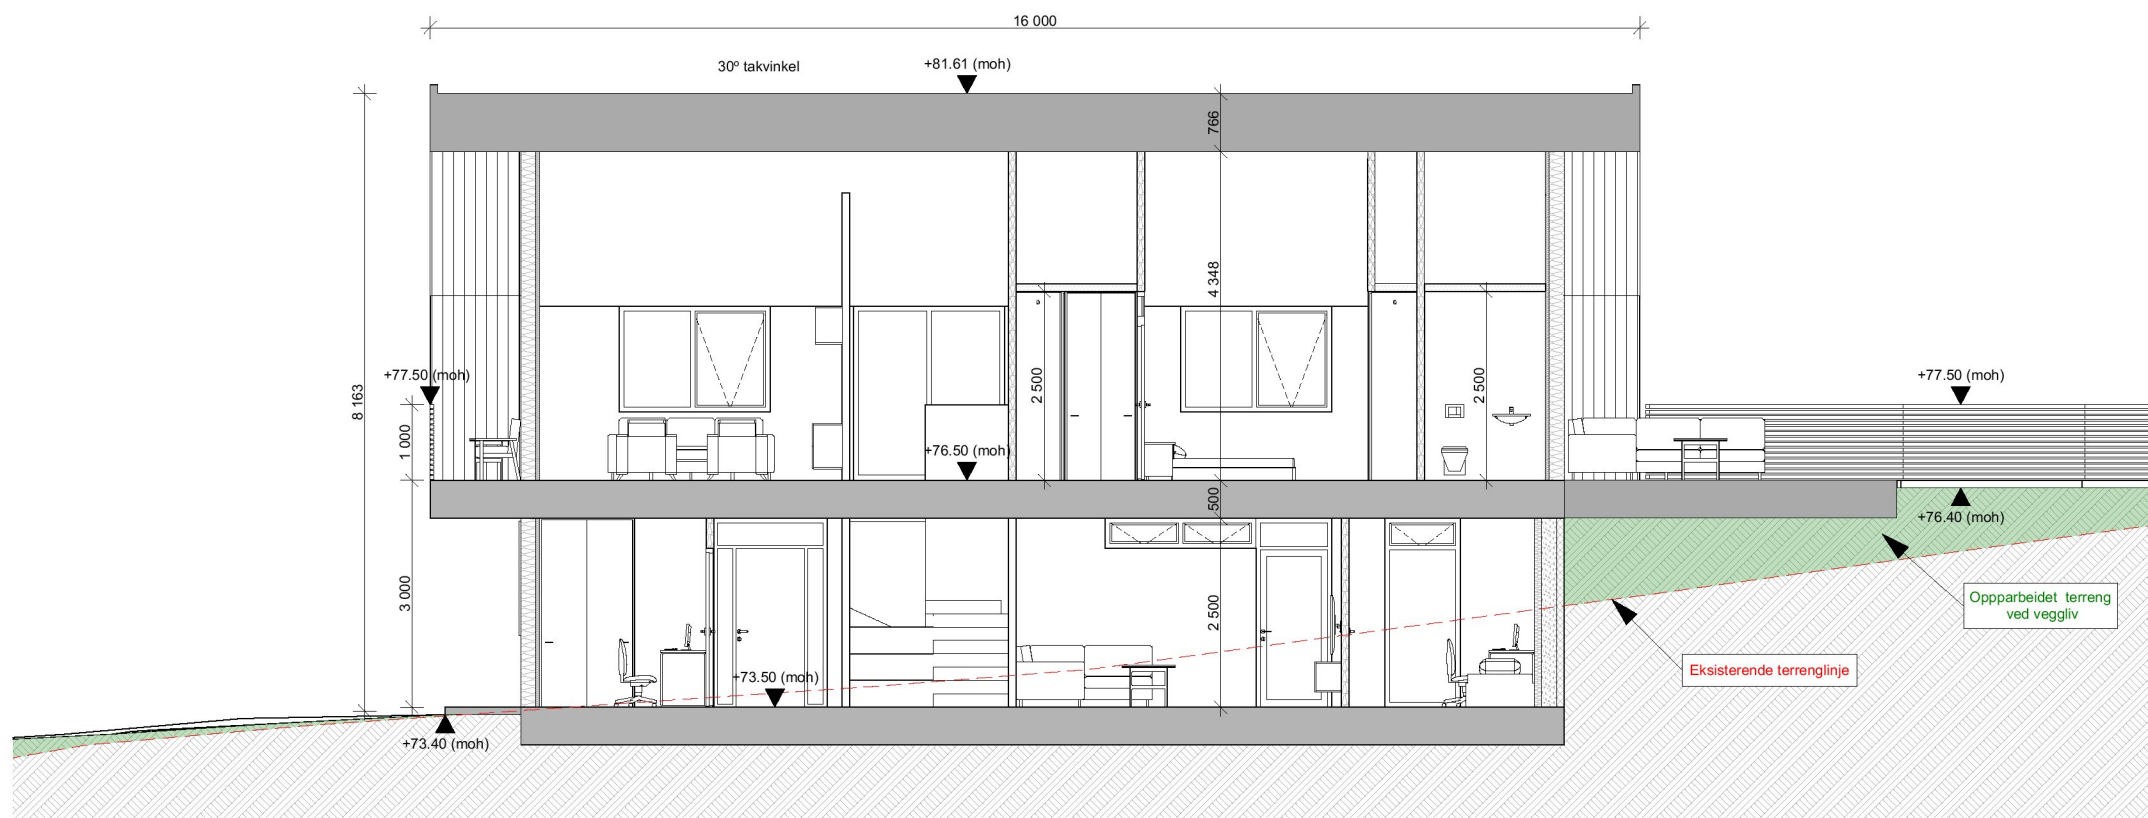 16 000
30º takvinkel
+81.61 (moh)
766
4 348
+77.50 (moh)
8 163
1 000
2 500
2 500
+77.50 (moh)
+76.50 (moh)
500
+76.40 (moh)
3 000
2 500
Oppparbeidet terreng
ved veggliv
Eksisterende terrenglinje
+73.50 (moh)
+73.40 (moh)